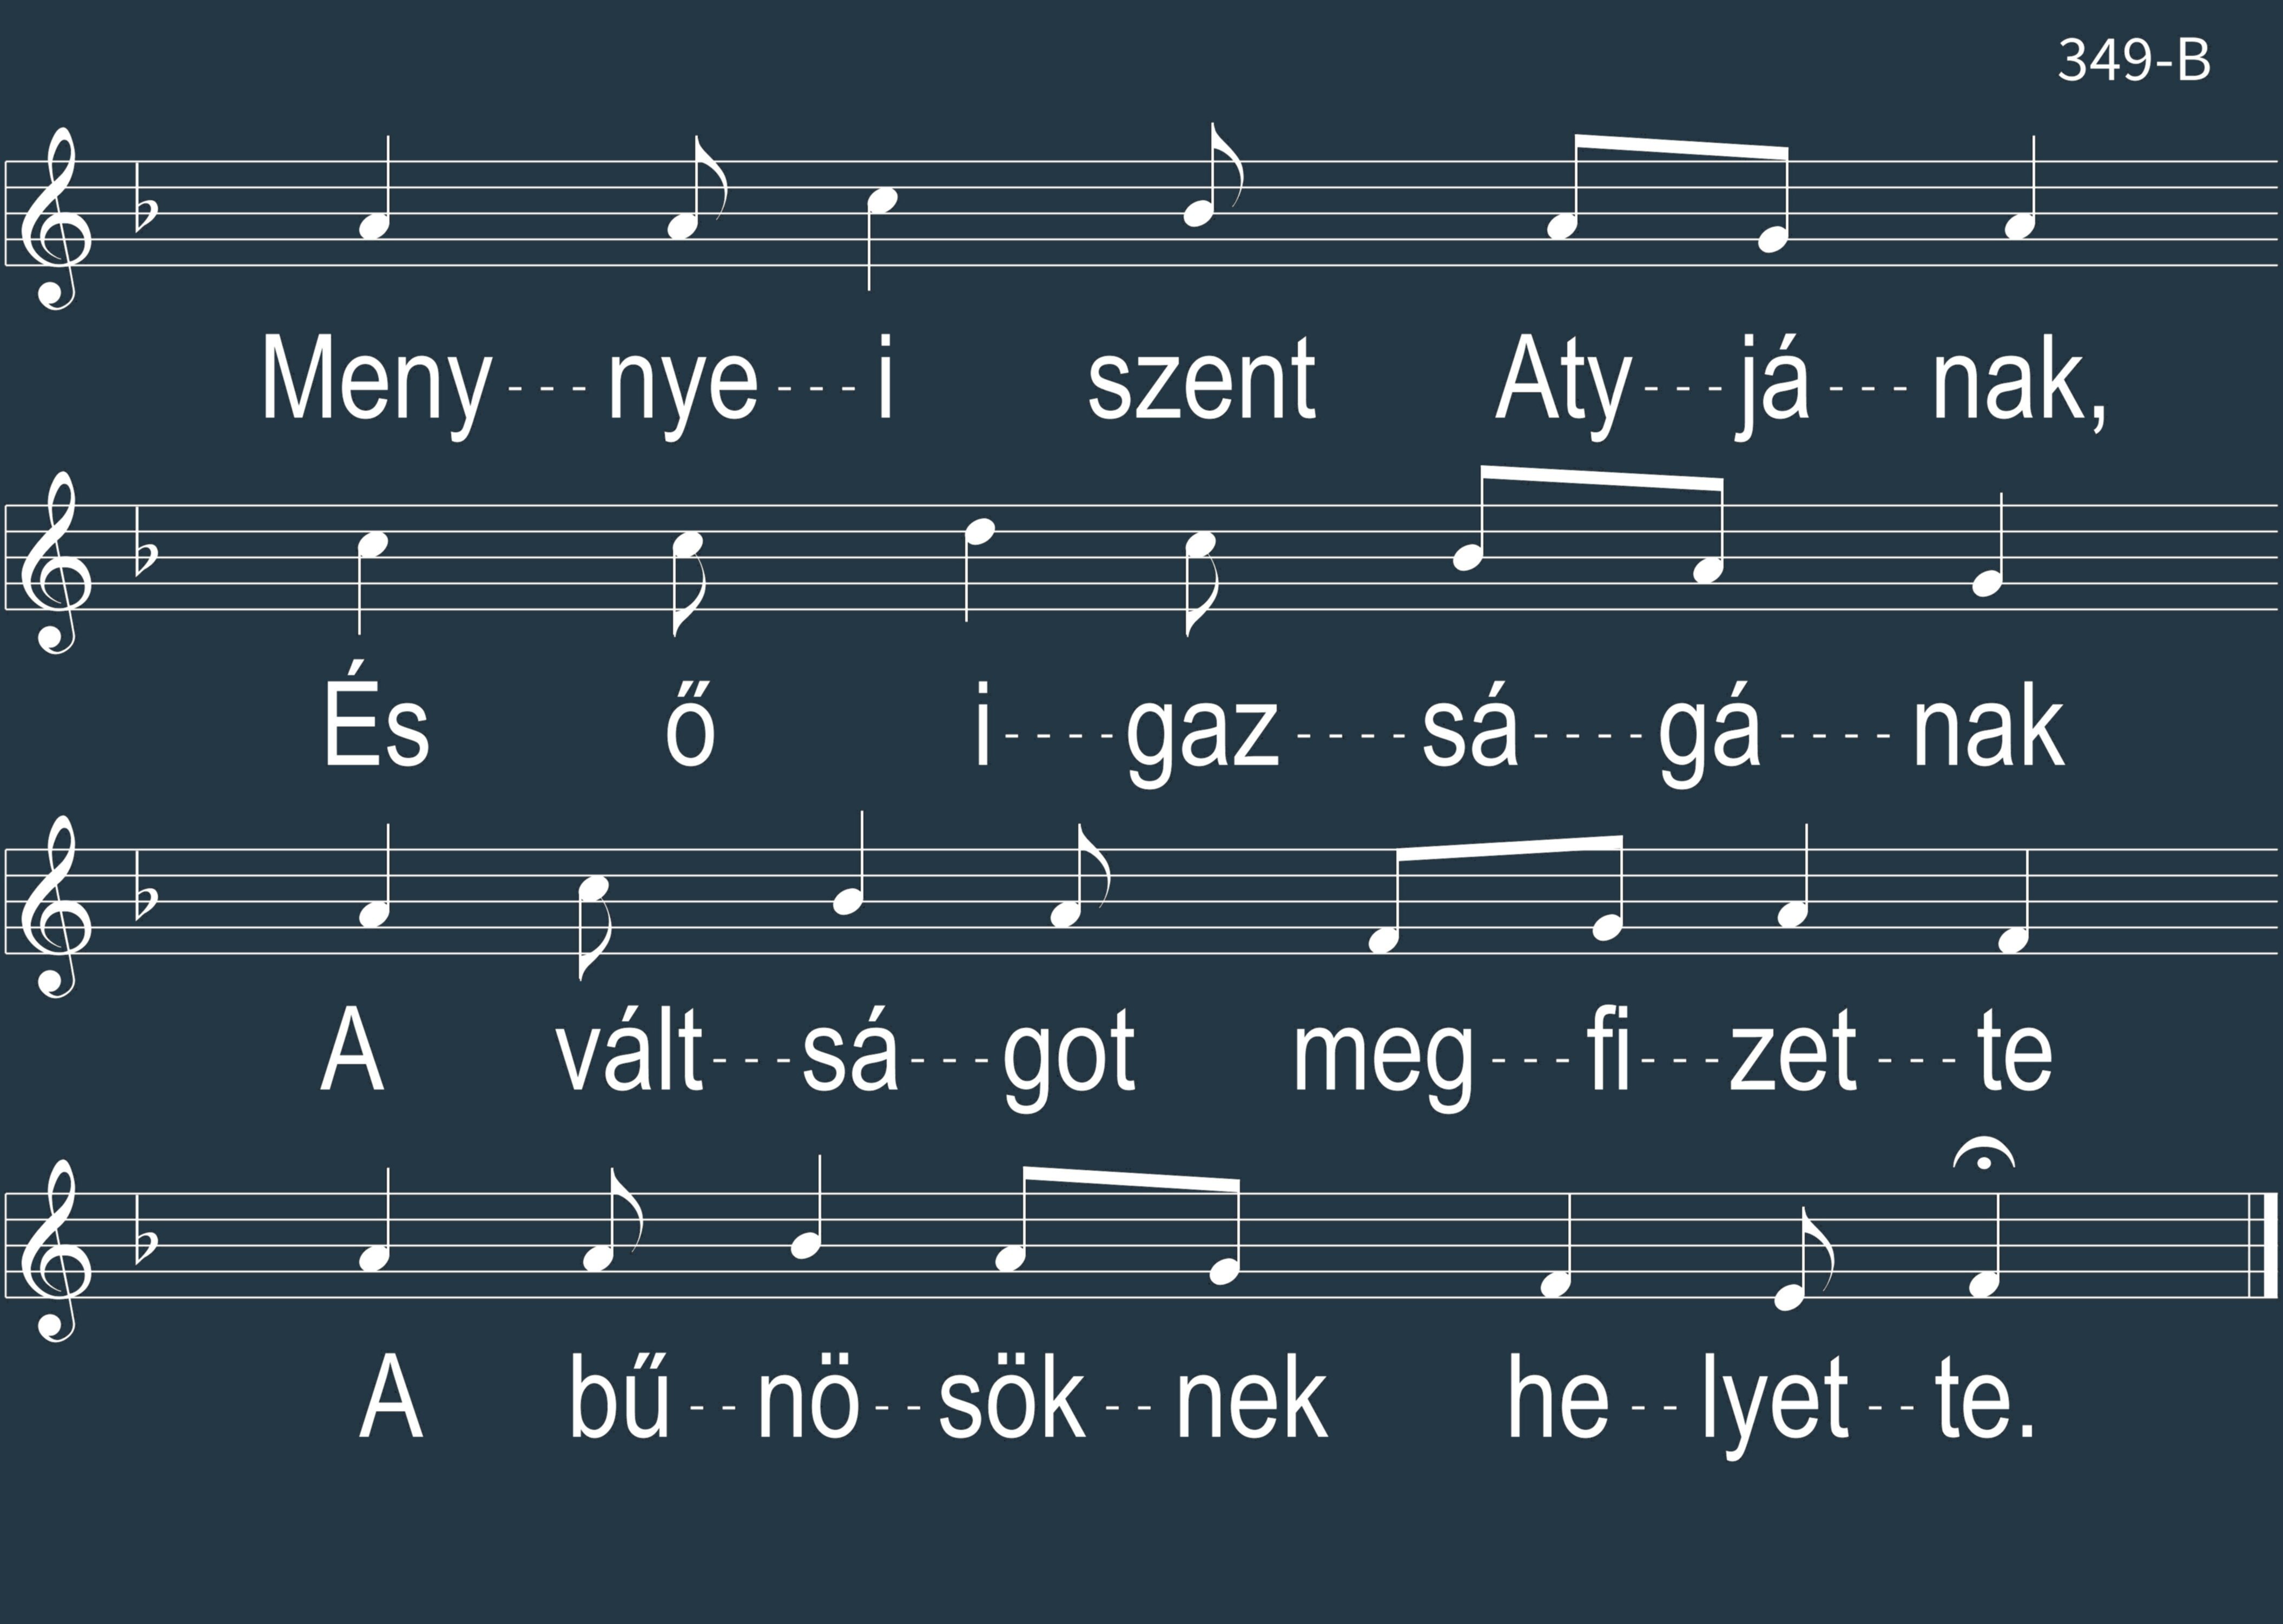 349-B
Meny---nye---i szent Aty---já---nak,
És ő i----gaz----sá----gá----nak
A vált---sá---got meg---fi---zet---te
A bű--nö--sök--nek he--lyet--te.